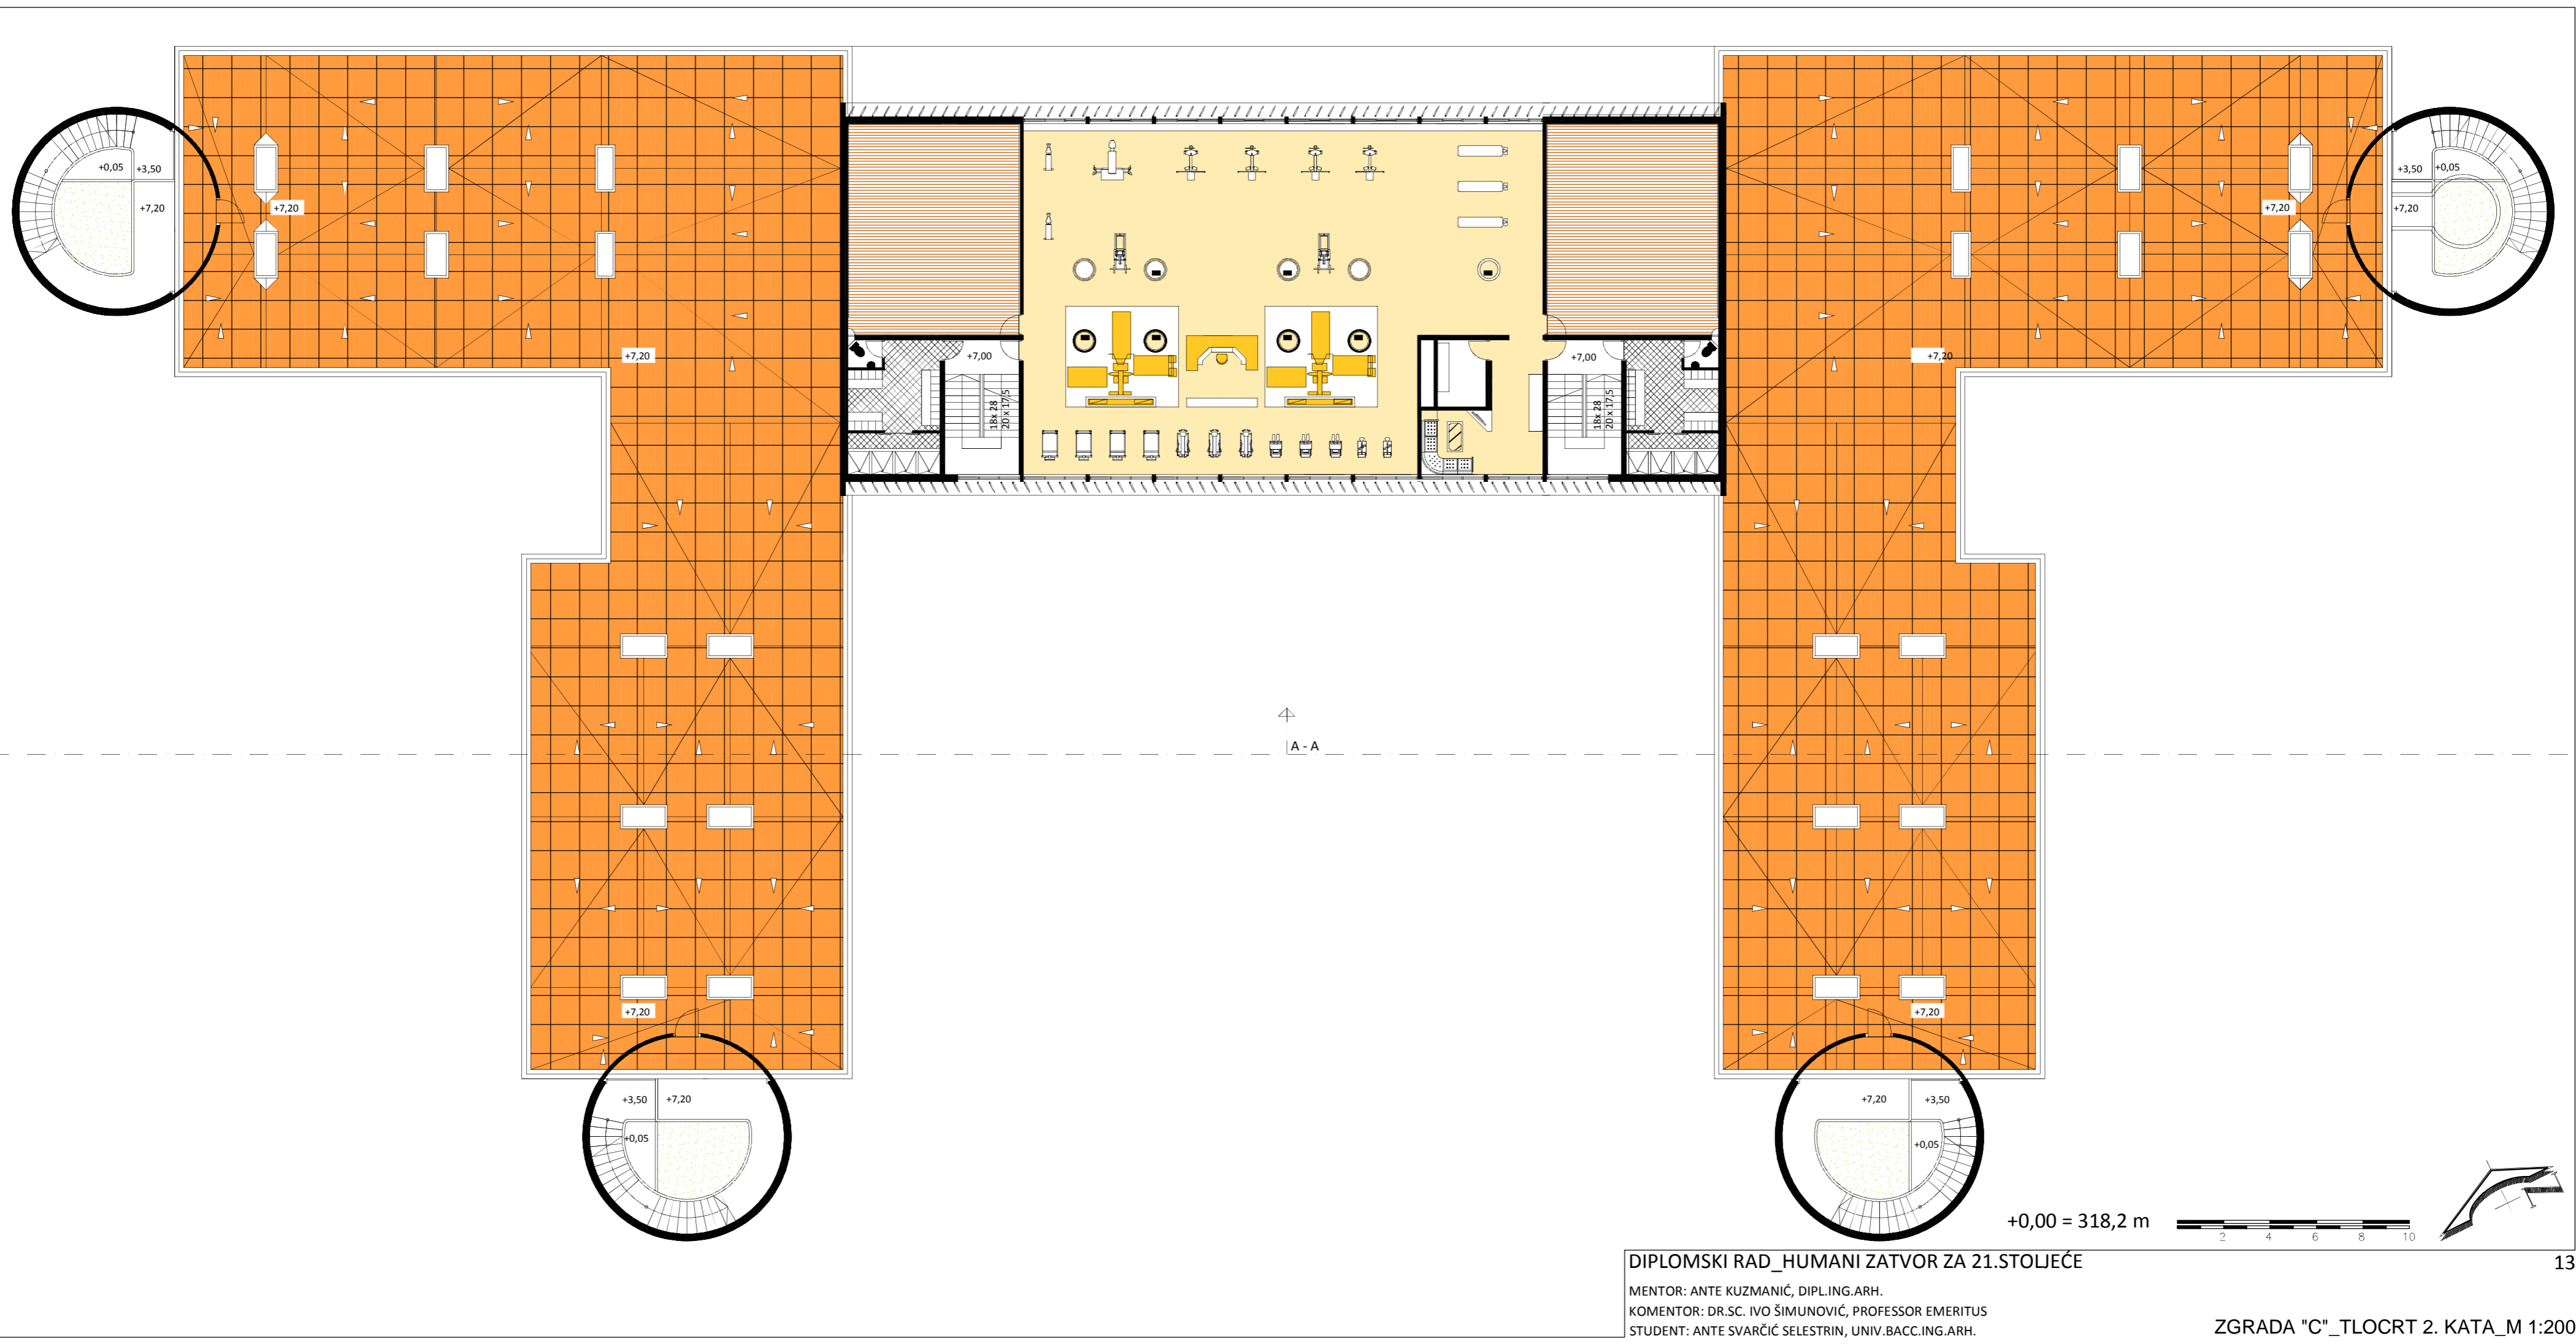 +0,05
+3,50
+7,20
+7,20
+7,20
+7,00
18x 28
20 x 17,5
+7,00
18x 28
20 x 17,5
+7,20
+7,20
+3,50
+0,05
+7,20
A - A
+7,20
+7,20
+3,50
+7,20
+0,05
+7,20
+3,50
+0,05
+0,00 = 318,2 m
2 4 6 8 10
DIPLOMSKI RAD_HUMANI ZATVOR ZA 21.STOLJEĆE
13
MENTOR: ANTE KUZMANIĆ, DIPL.ING.ARH.
KOMENTOR: DR.SC. IVO ŠIMUNOVIĆ, PROFESSOR EMERITUS
STUDENT: ANTE SVARČIĆ SELESTRIN, UNIV.BACC.ING.ARH.
ZGRADA "C"_TLOCRT 2. KATA_M 1:200